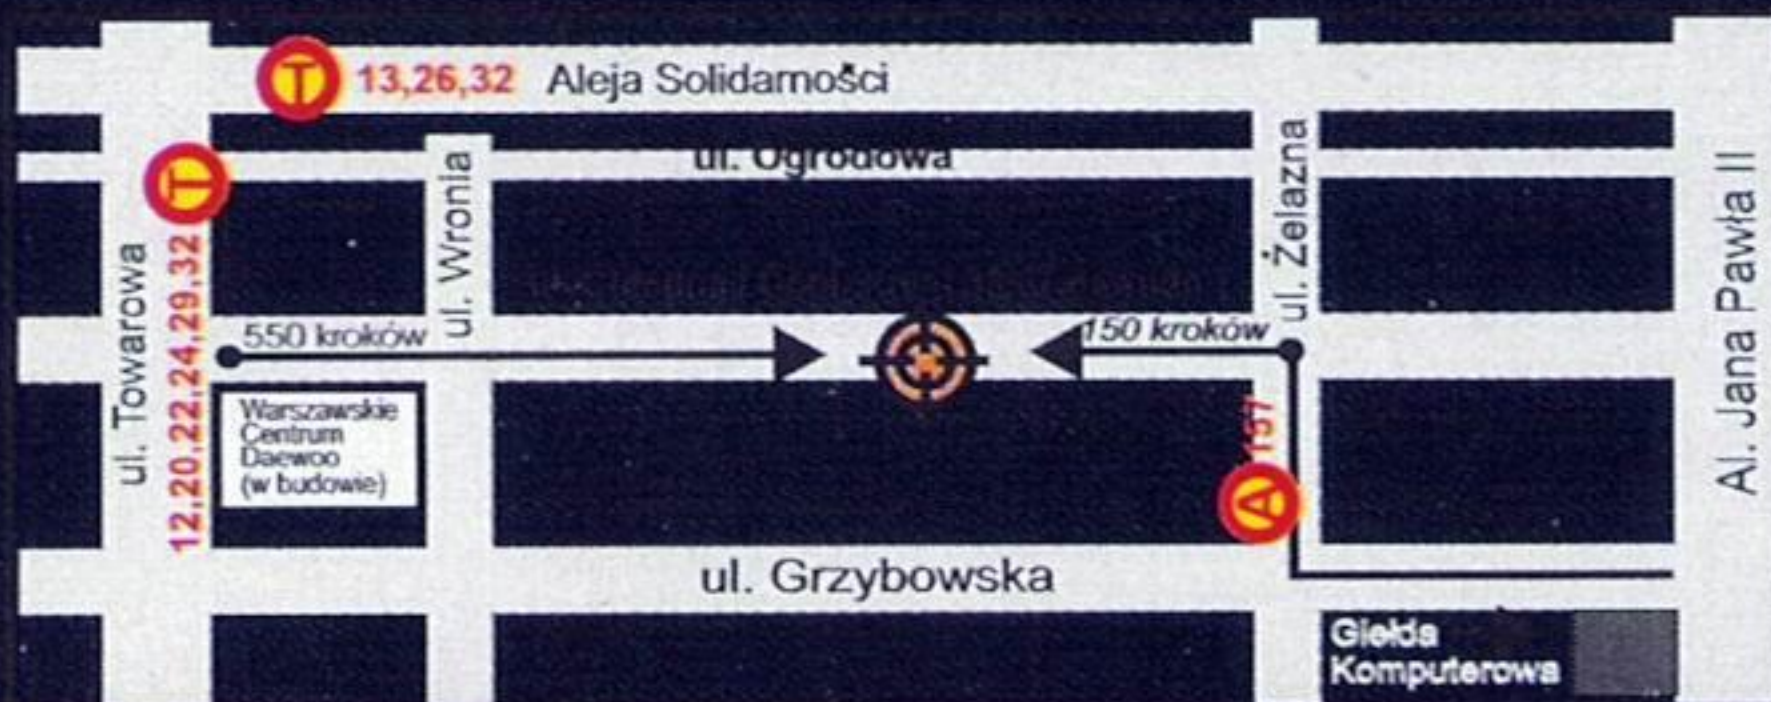 T 13,26,32 Aleja Solidarności
ul. Ogrodowa
T
12,20,22,24,29,32
ul. Towarowa
ul. Wronia
ul. Żelazna
Al. Jana Pawła II
550 kroków
150 kroków
Warszawskie
Centrum
Daewoo
(w budowie)
157
A
ul. Grzybowska
Giełda
Komputerowa